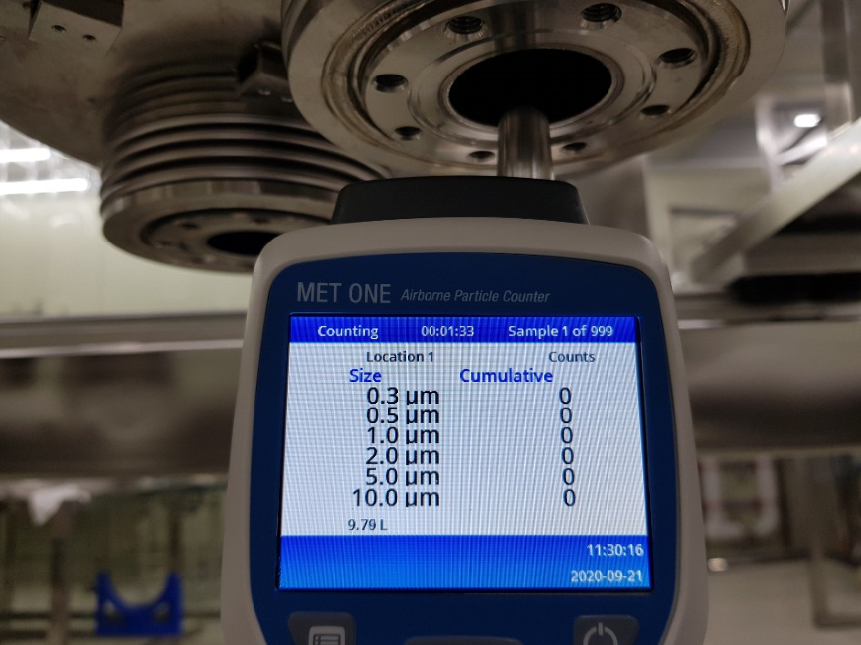 MET ONE Airborne Particle Counter
Counting 00:01:33 Sample 1 of 999
Location 1 Counts
Size Cumulative
0.3 µm 0
0.5 µm 0
1.0 µm 0
2.0 µm 0
5.0 µm 0
10.0 µm 0
9.79 L
11:30:16
2020-09-21